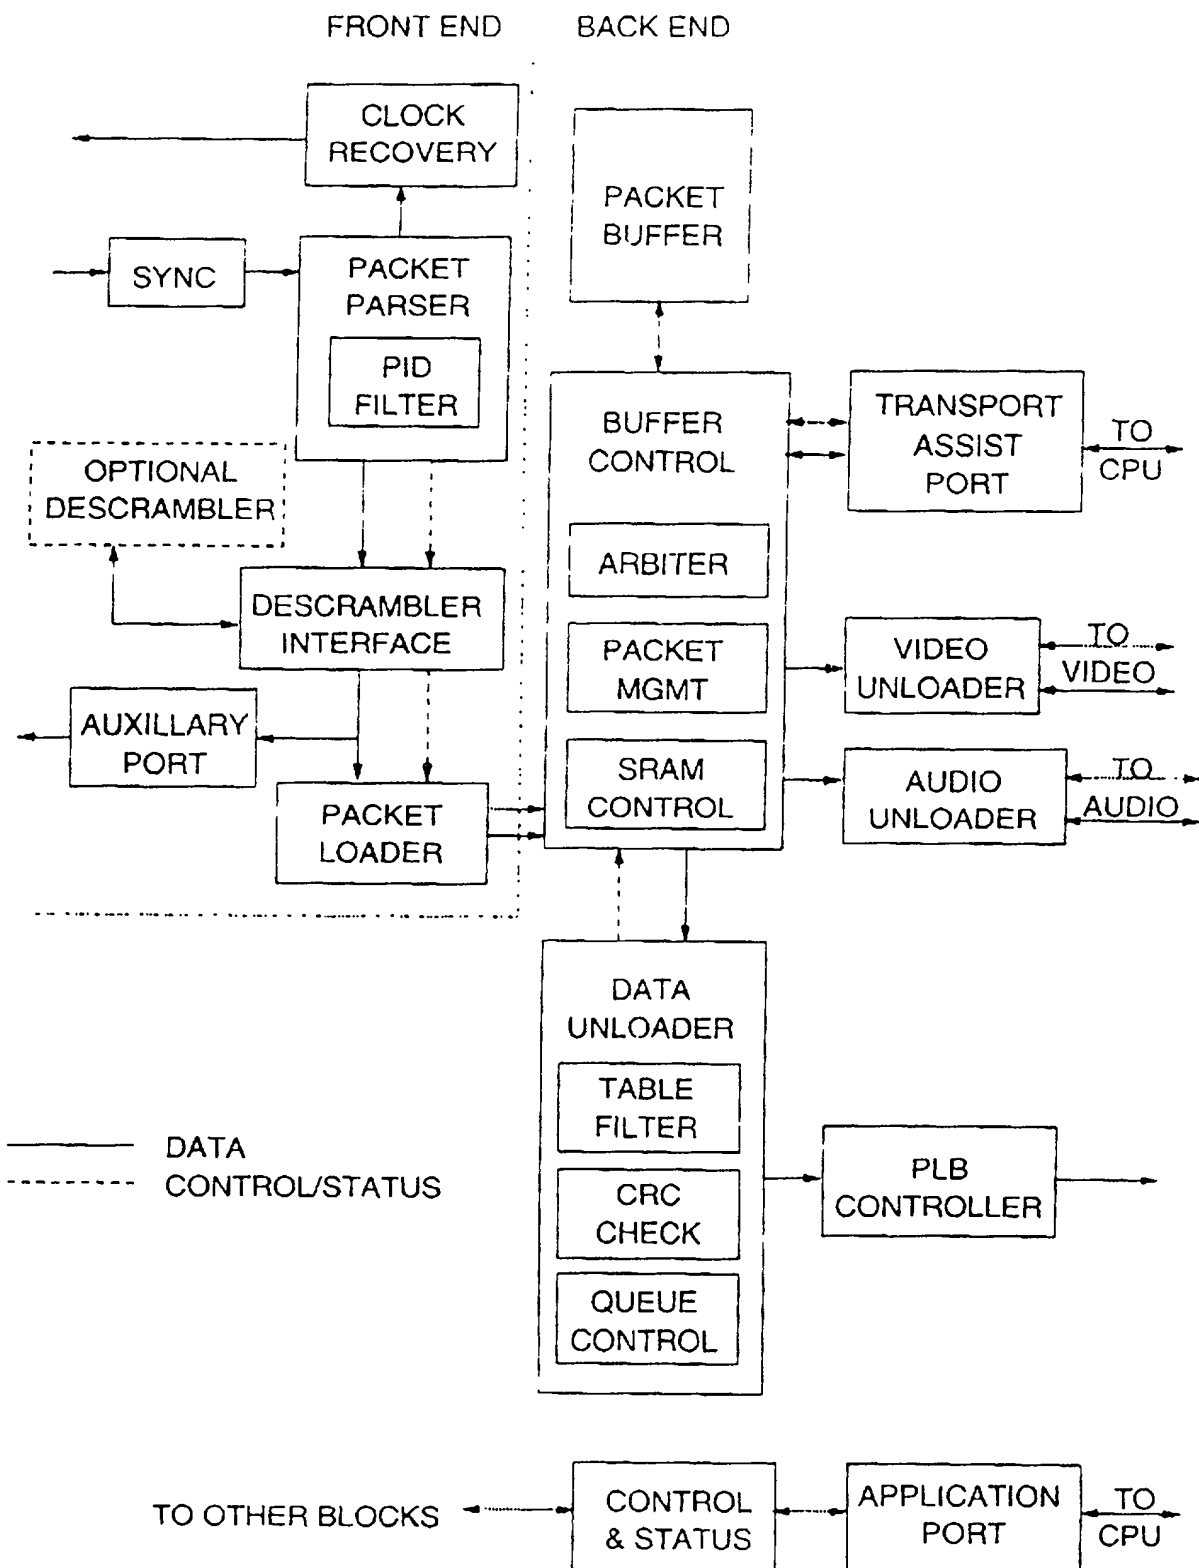 FRONT END
BACK END
CLOCK
RECOVERY
PACKET
BUFFER
SYNC
PACKET
PARSER
PID
FILTER
OPTIONAL
DESCRAMBLER
DESCRAMBLER
INTERFACE
AUXILLARY
PORT
PACKET
LOADER
BUFFER
CONTROL
ARBITER
PACKET
MGMT
SRAM
CONTROL
TRANSPORT
ASSIST
PORT
TO
CPU
VIDEO
UNLOADER
TO
VIDEO
AUDIO
UNLOADER
TO
AUDIO
DATA
UNLOADER
TABLE
FILTER
CRC
CHECK
QUEUE
CONTROL
PLB
CONTROLLER
DATA
CONTROL/STATUS
TO OTHER BLOCKS
CONTROL
& STATUS
APPLICATION
PORT
TO
CPU